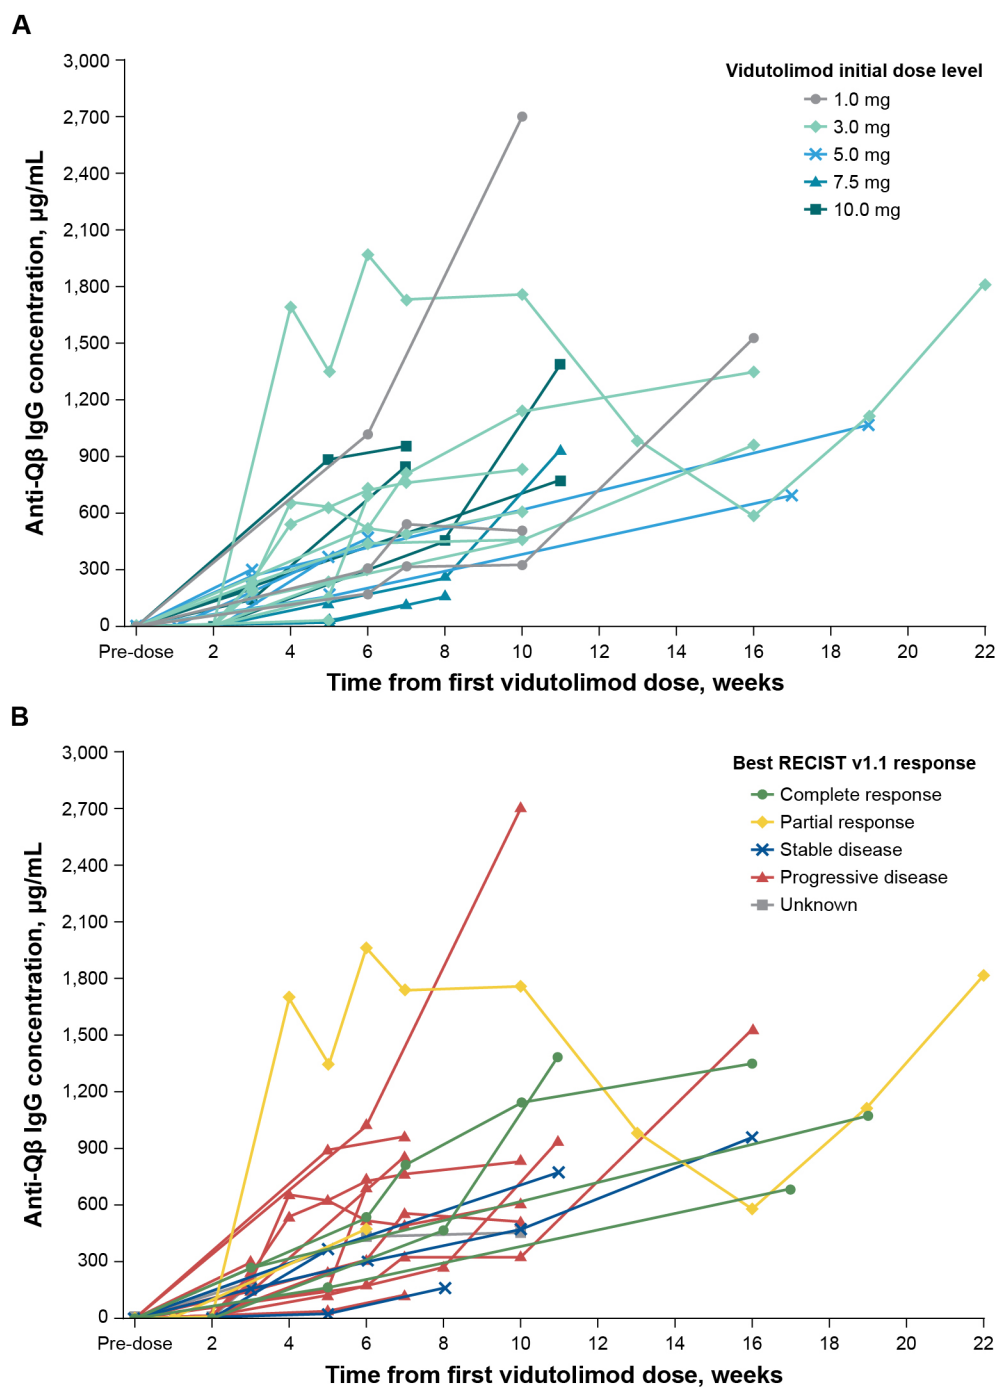 A
Anti-Qβ IgG concentration, µg/mL
3,000
2,700
2,400
2,100
1,800
1,500
1,200
900
600
300
0
Vidutolimod initial dose level
1.0 mg
3.0 mg
5.0 mg
7.5 mg
10.0 mg
Pre-dose 2 4 6 8 10 12 14 16 18 20 22
Time from first vidutolimod dose, weeks
B
Anti-Qβ IgG concentration, µg/mL
3,000
2,700
2,400
2,100
1,800
1,500
1,200
900
600
300
0
Best RECIST v1.1 response
Complete response
Partial response
Stable disease
Progressive disease
Unknown
Pre-dose 2 4 6 8 10 12 14 16 18 20 22
Time from first vidutolimod dose, weeks